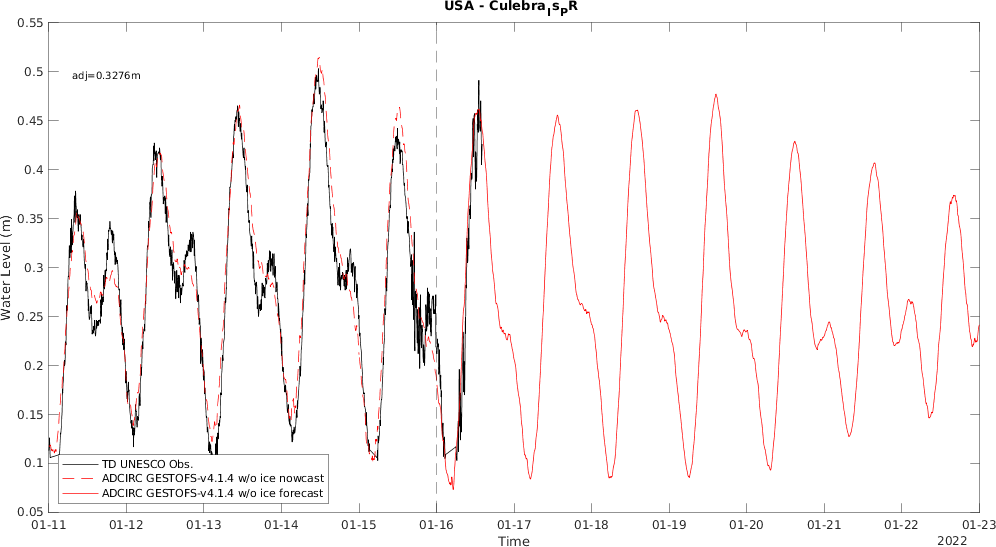 USA - Culebra_Is_PR
0.55
0.5
0.45
0.4
0.35
0.3
0.25
0.2
0.15
0.1
0.05
Water Level (m)
adj=0.3276m
TD UNESCO Obs.
ADCIRC GESTOFS-v4.1.4 w/o ice nowcast
ADCIRC GESTOFS-v4.1.4 w/o ice forecast
01-11 01-12 01-13 01-14 01-15 01-16 01-17 01-18 01-19 01-20 01-21 01-22 01-23
Time
2022